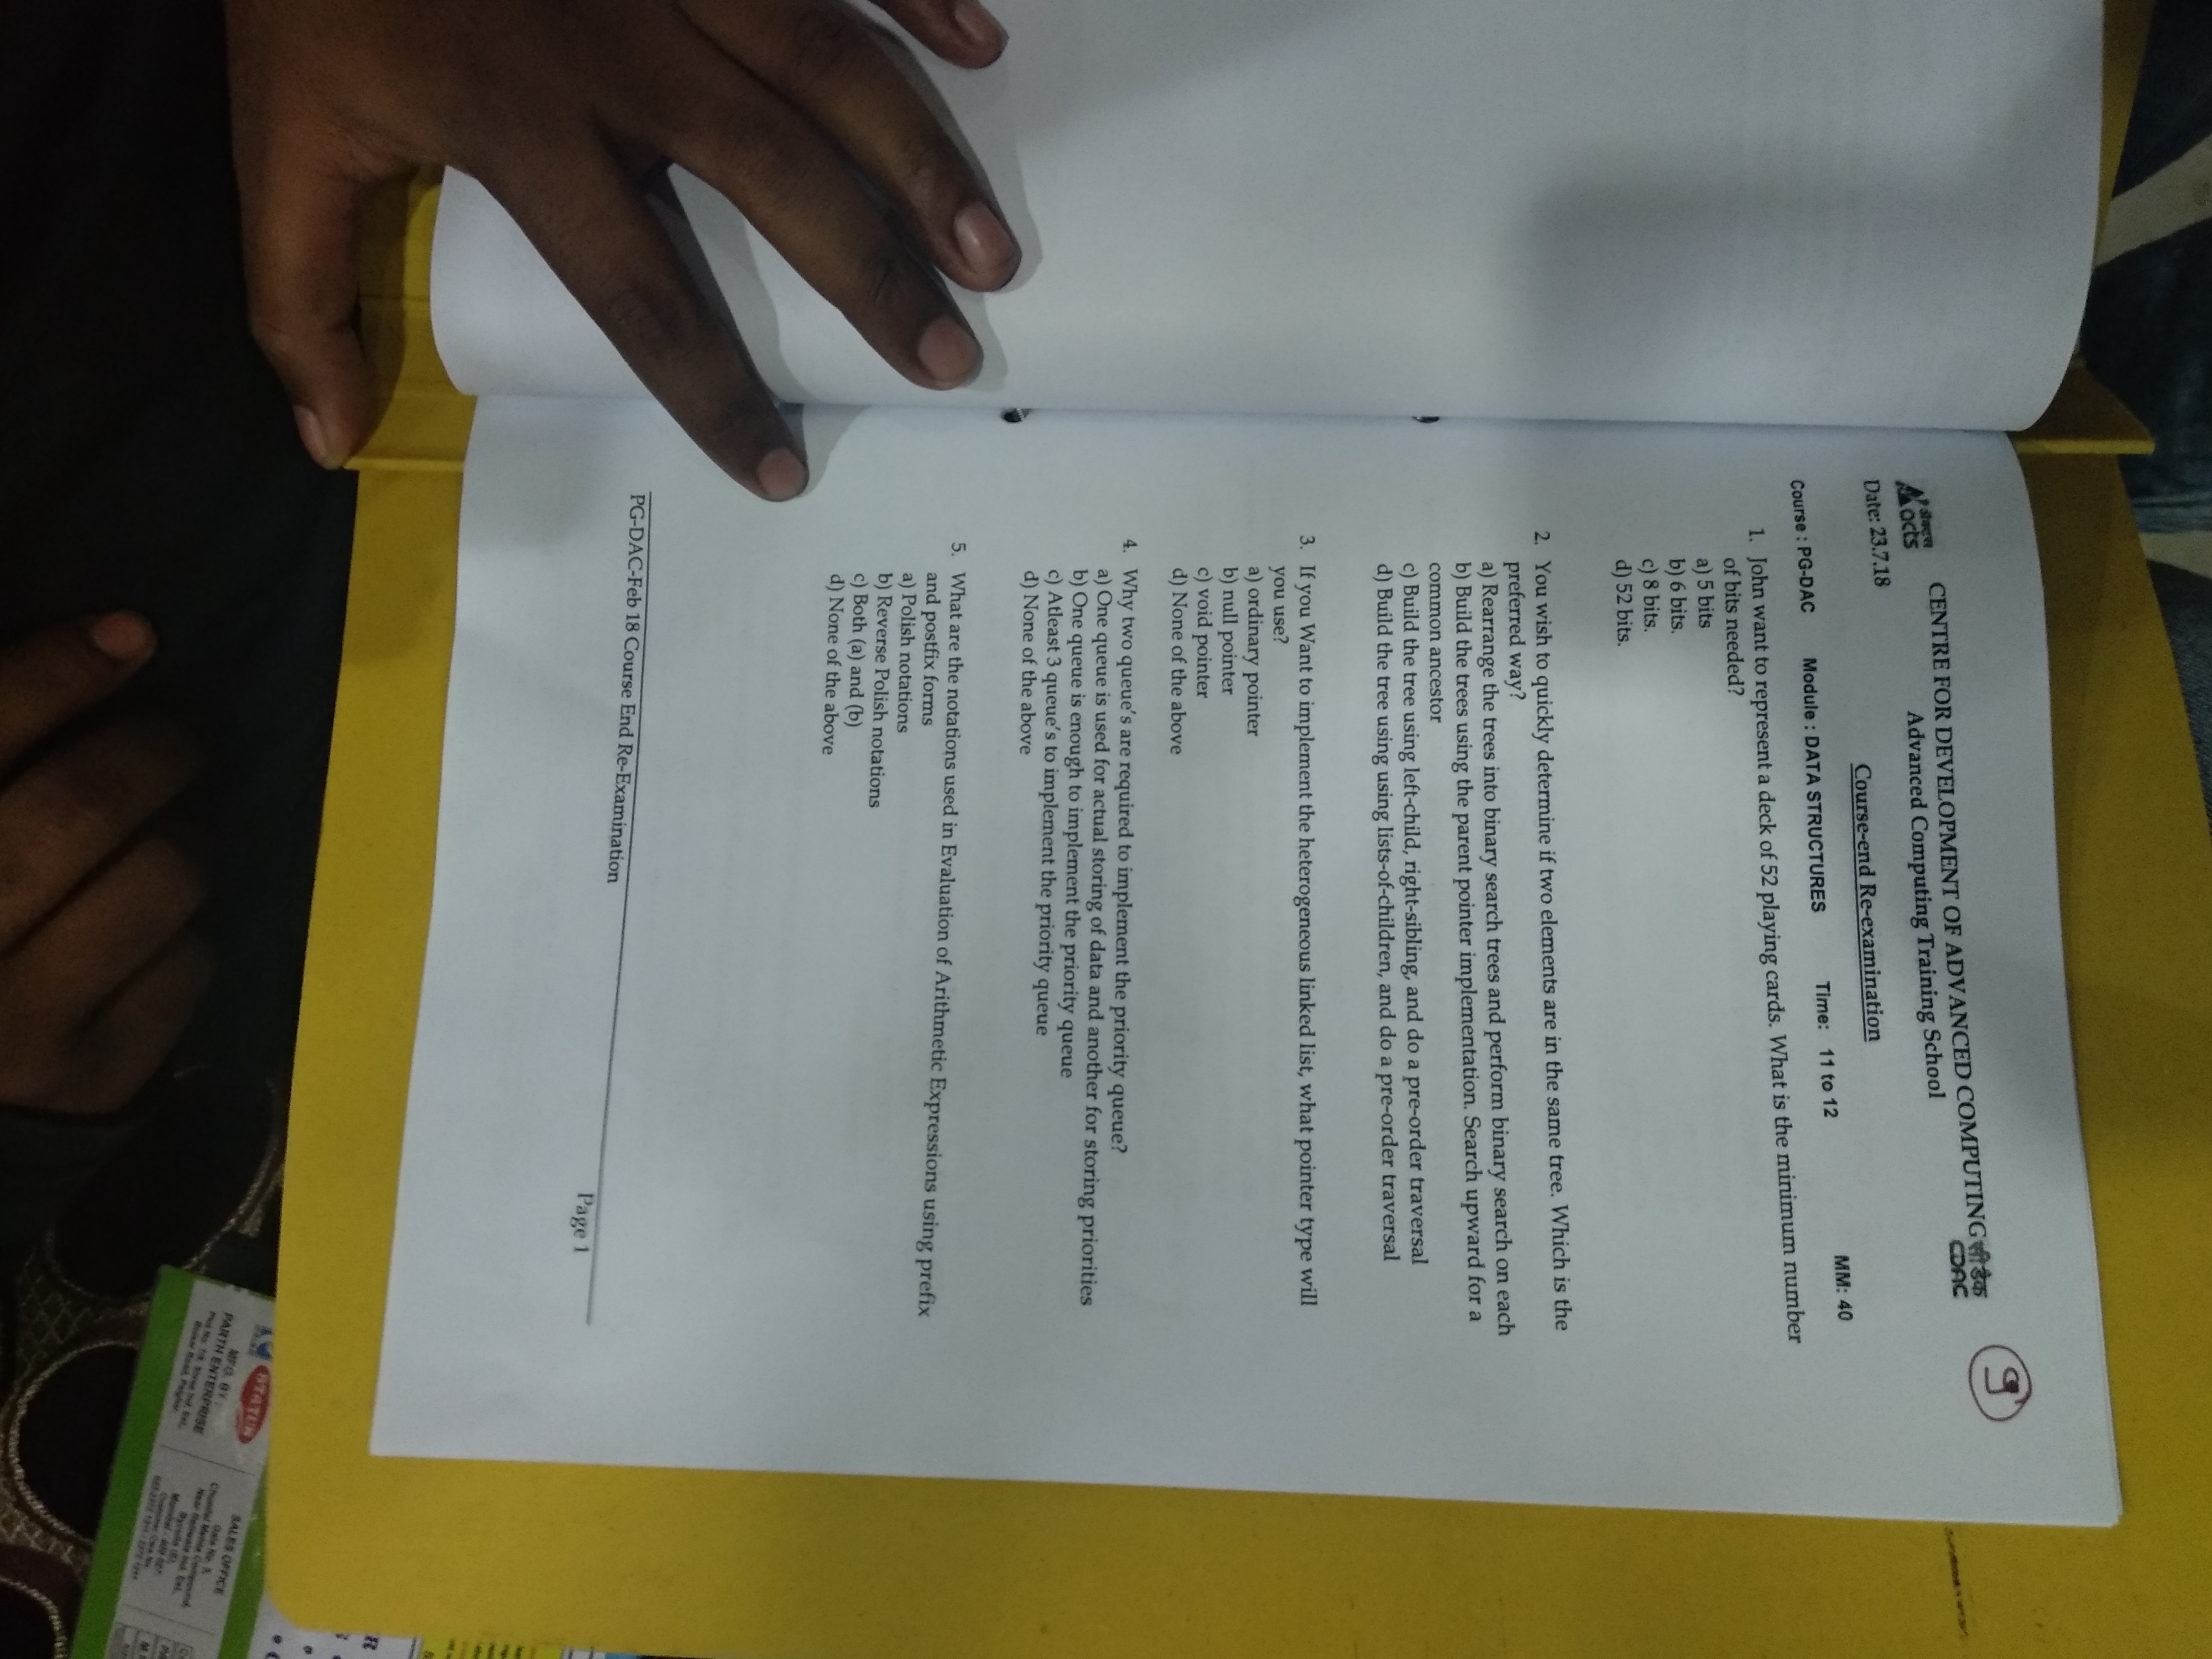 9
CENTRE FOR DEVELOPMENT OF ADVANCED COMPUTING
सी डैक
CDAC
Advanced Computing Training School
acts
Date: 23.7.18
Course-end Re-examination
Course : PG-DAC Module : DATA STRUCTURES Time: 11 to 12 MM: 40
1. John want to represent a deck of 52 playing cards. What is the minimum number
of bits needed?
a) 5 bits
b) 6 bits.
c) 8 bits.
d) 52 bits.
2. You wish to quickly determine if two elements are in the same tree. Which is the
preferred way?
a) Rearrange the trees into binary search trees and perform binary search on each
b) Build the trees using the parent pointer implementation. Search upward for a
common ancestor
c) Build the tree using left-child, right-sibling, and do a pre-order traversal
d) Build the tree using using lists-of-children, and do a pre-order traversal
3. If you Want to implement the heterogeneous linked list, what pointer type will
you use?
a) ordinary pointer
b) null pointer
c) void pointer
d) None of the above
4. Why two queue's are required to implement the priority queue?
a) One queue is used for actual storing of data and another for storing priorities
b) One queue is enough to implement the priority queue
c) Atleast 3 queue's to implement the priority queue
d) None of the above
5. What are the notations used in Evaluation of Arithmetic Expressions using prefix
and postfix forms
a) Polish notations
b) Reverse Polish notations
c) Both (a) and (b)
d) None of the above
PG-DAC-Feb 18 Course End Re-Examination
Page 1
STATUS
MFG. BY
PARTH ENTERPRISE
SALES OFFICE